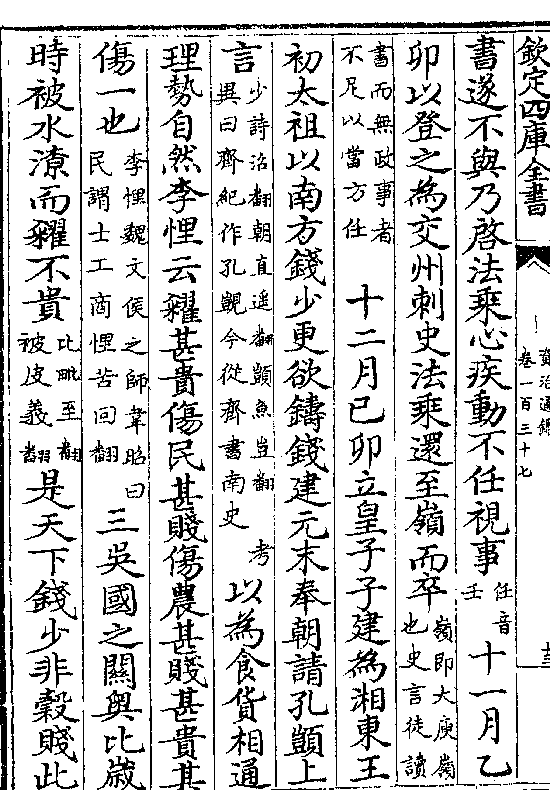 欽定四庫全書
資治通鑑
卷一百三十七
書遂不與乃啓法乗心疾動不任視事任音壬十一月乙
卯以登之為交州刺史法乗還至嶺而卒嶺即大庾嶺也史言徒讀
書而無政事者不足以當方任十二月己卯立皇子子建為湘東王
初太祖以南方錢少更欲鑄錢建元末奉朝請孔顗上
言少詩沼翻朝直遥翻顗魚豈翻考異曰齊紀作孔覬今從齊書南史以為食貨相通
理勢自然李悝云糴甚貴傷民甚賤傷農甚賤甚貴其
傷一也李悝魏文侯之師韋昭曰民謂士工商悝苦回翻三吳國之關奥比歳
時被水潦而糴不貴比毗至翻被皮義翻是天下錢少非穀賤此